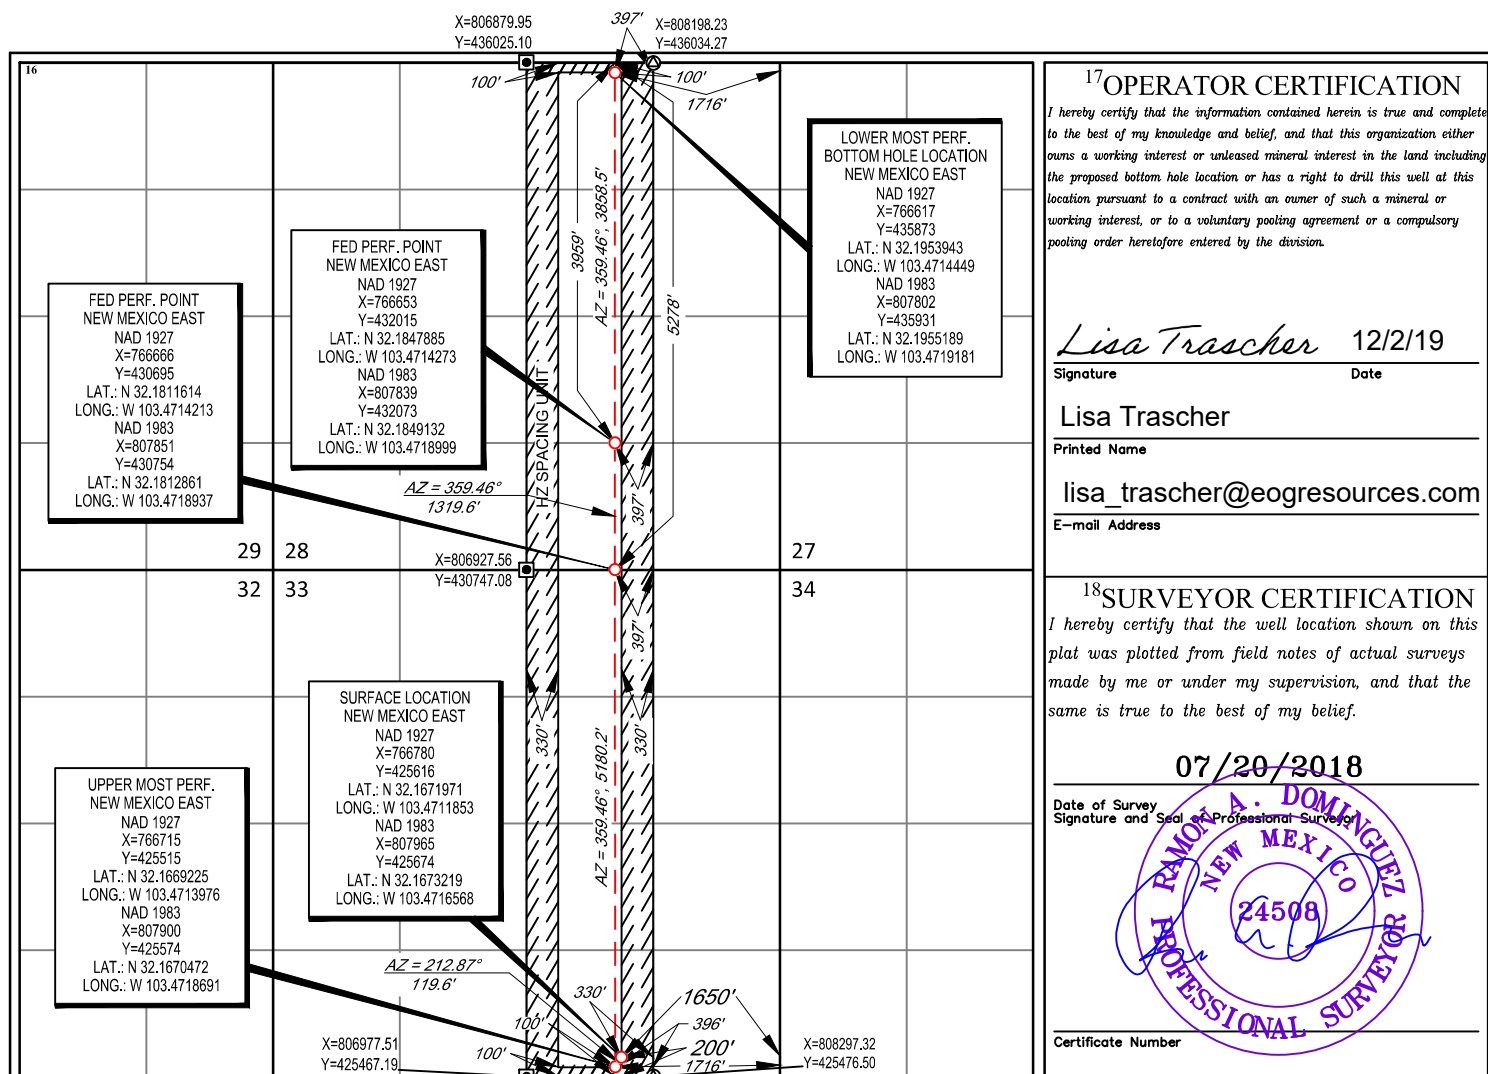 X=806879.95
Y=436025.10
397'
X=808198.23
Y=436034.27
16
100'
100'
1716'
LOWER MOST PERF.
BOTTOM HOLE LOCATION
NEW MEXICO EAST
NAD 1927
X=766617
Y=435873
LAT.: N 32.1953943
LONG.: W 103.4714449
NAD 1983
X=807802
Y=435931
LAT.: N 32.1955189
LONG.: W 103.4719181
3959'
AZ = 359.46°, 3858.5'
5278'
FED PERF. POINT
NEW MEXICO EAST
NAD 1927
X=766653
Y=432015
LAT.: N 32.1847885
LONG.: W 103.4714273
NAD 1983
X=807839
Y=432073
LAT.: N 32.1849132
LONG.: W 103.4718999
FED PERF. POINT
NEW MEXICO EAST
NAD 1927
X=766666
Y=430695
LAT.: N 32.1811614
LONG.: W 103.4714213
NAD 1983
X=807851
Y=430754
LAT.: N 32.1812861
LONG.: W 103.4718937
HZ SPACING UNIT
AZ = 359.46°
1319.6'
397'
29 28
27
X=806927.56
Y=430747.08
32 33
34
397'
330'
330'
AZ = 359.46°, 5180.2'
SURFACE LOCATION
NEW MEXICO EAST
NAD 1927
X=766780
Y=425616
LAT.: N 32.1671971
LONG.: W 103.4711853
NAD 1983
X=807965
Y=425674
LAT.: N 32.1673219
LONG.: W 103.4716568
UPPER MOST PERF.
NEW MEXICO EAST
NAD 1927
X=766715
Y=425515
LAT.: N 32.1669225
LONG.: W 103.4713976
NAD 1983
X=807900
Y=425574
LAT.: N 32.1670472
LONG.: W 103.4718691
AZ = 212.87°
119.6'
330'
1650'
100'
396'
200'
100'
1716'
X=806977.51
Y=425467.19
X=808297.32
Y=425476.50
17 OPERATOR CERTIFICATION
I hereby certify that the information contained herein is true and complete
to the best of my knowledge and belief, and that this organization either
owns a working interest or unleased mineral interest in the land including
the proposed bottom hole location or has a right to drill this well at this
location pursuant to a contract with an owner of such a mineral or
working interest, or to a voluntary pooling agreement or a compulsory
pooling order heretofore entered by the division.
Lisa Trascher 12/2/19
Signature Date
Lisa Trascher
Printed Name
lisa_trascher@eogresources.com
E-mail Address
18 SURVEYOR CERTIFICATION
I hereby certify that the well location shown on this
plat was plotted from field notes of actual surveys
made by me or under my supervision, and that the
same is true to the best of my belief.
07/20/2018
Date of Survey
Signature and Seal of Professional Surveyor
RAMON A. DOMINGUEZ
NEW MEXICO
24508
PROFESSIONAL SURVEYOR
Certificate Number